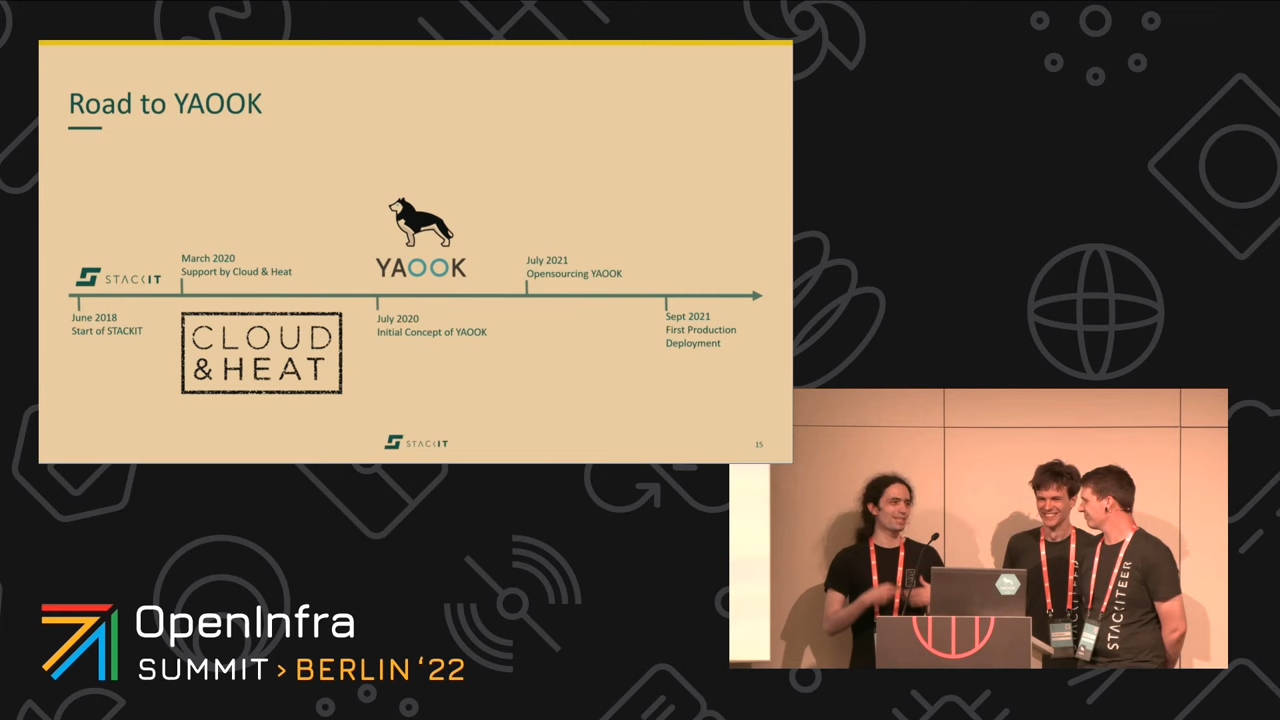 Road to YAOOK
March 2020
Support by Cloud & Heat
STACKIT
YAOOK
July 2021
Opensourcing YAOOK
June 2018
Start of STACKIT
CLOUD
& HEAT
July 2020
Initial Concept of YAOOK
Sept 2021
First Production
Deployment
STACKIT
15
OpenInfra
SUMMIT > BERLIN ‘22
STACKITEER
STACKITEER